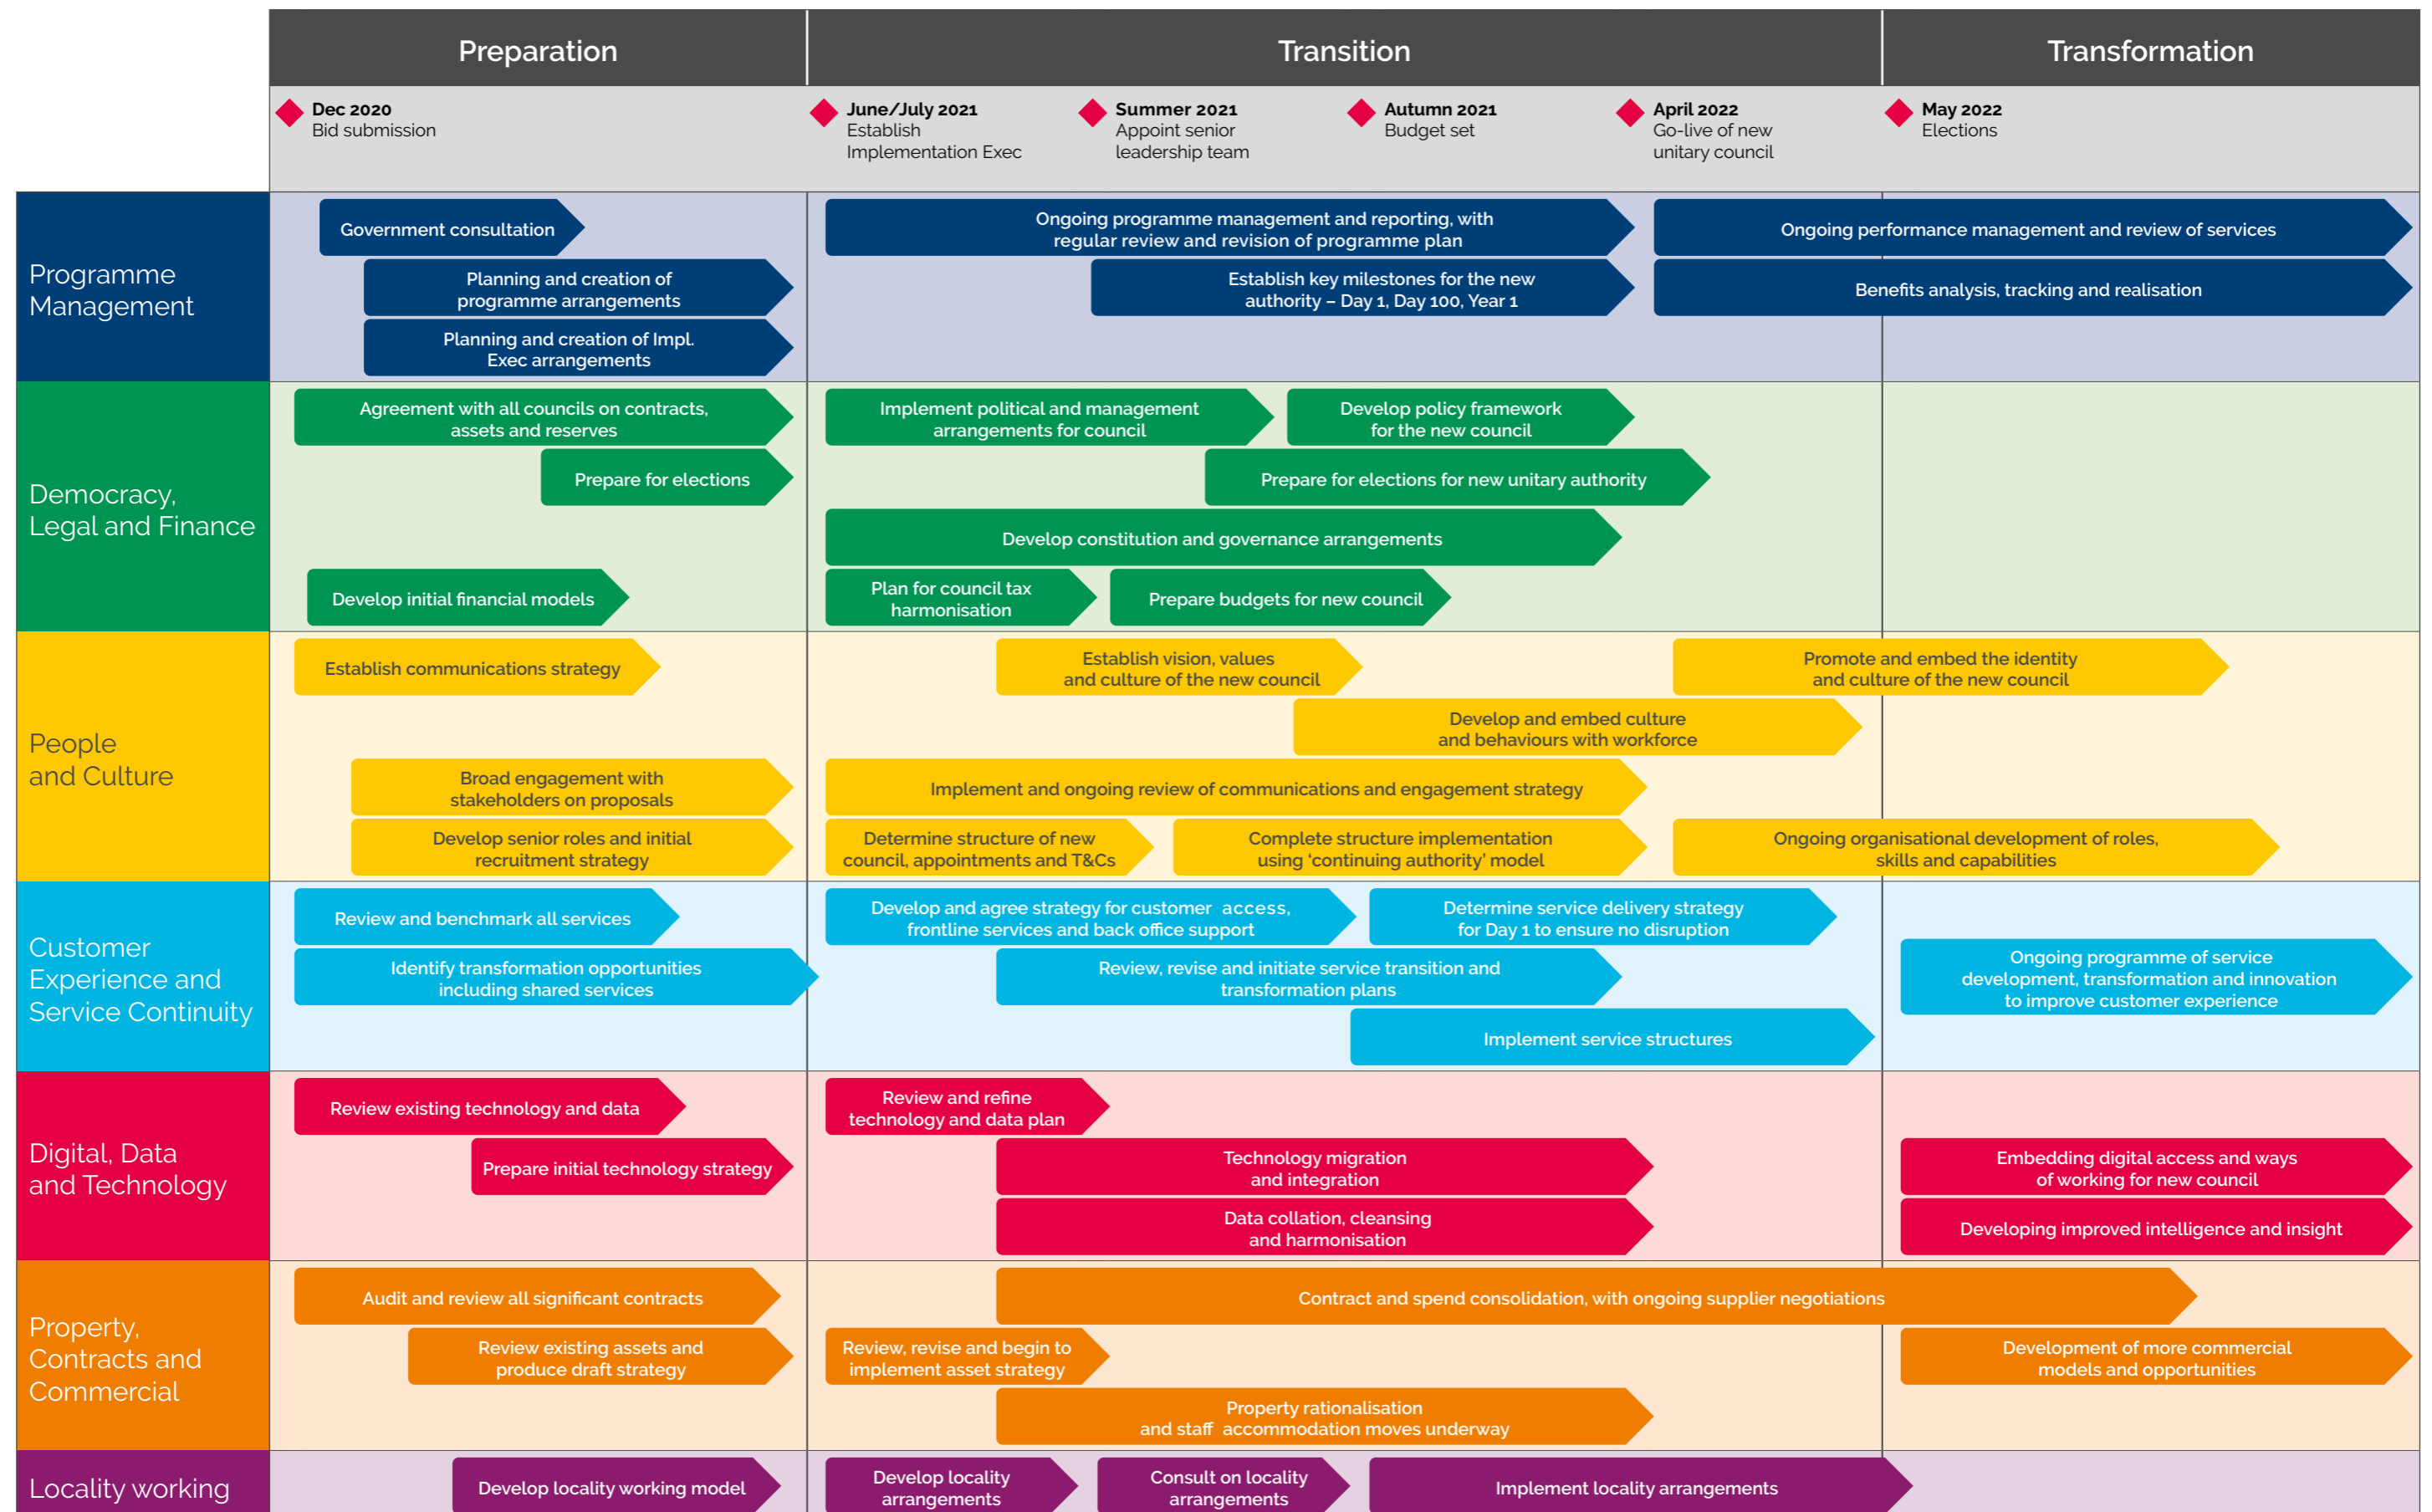 Preparation
Transition
Transformation
Dec 2020
Bid submission
June/July 2021
Establish
Implementation Exec
Summer 2021
Appoint senior
leadership team
Autumn 2021
Budget set
April 2022
Go-live of new
unitary council
May 2022
Elections
Programme
Management
Government consultation
Planning and creation of
programme arrangements
Planning and creation of Impl.
Exec arrangements
Ongoing programme management and reporting, with
regular review and revision of programme plan
Establish key milestones for the new
authority – Day 1, Day 100, Year 1
Ongoing performance management and review of services
Benefits analysis, tracking and realisation
Democracy,
Legal and Finance
Agreement with all councils on contracts,
assets and reserves
Prepare for elections
Develop initial financial models
Implement political and management
arrangements for council
Develop policy framework
for the new council
Prepare for elections for new unitary authority
Develop constitution and governance arrangements
Plan for council tax
harmonisation
Prepare budgets for new council
People
and Culture
Establish communications strategy
Broad engagement with
stakeholders on proposals
Develop senior roles and initial
recruitment strategy
Establish vision, values
and culture of the new council
Develop and embed culture
and behaviours with workforce
Implement and ongoing review of communications and engagement strategy
Determine structure of new
council, appointments and T&Cs
Complete structure implementation
using ‘continuing authority’ model
Promote and embed the identity
and culture of the new council
Ongoing organisational development of roles,
skills and capabilities
Customer
Experience and
Service Continuity
Review and benchmark all services
Identify transformation opportunities
including shared services
Develop and agree strategy for customer access,
frontline services and back office support
Determine service delivery strategy
for Day 1 to ensure no disruption
Review, revise and initiate service transition and
transformation plans
Implement service structures
Ongoing programme of service
development, transformation and innovation
to improve customer experience
Digital, Data
and Technology
Review existing technology and data
Prepare initial technology strategy
Review and refine
technology and data plan
Technology migration
and integration
Data collation, cleansing
and harmonisation
Embedding digital access and ways
of working for new council
Developing improved intelligence and insight
Property,
Contracts and
Commercial
Audit and review all significant contracts
Review existing assets and
produce draft strategy
Contract and spend consolidation, with ongoing supplier negotiations
Review, revise and begin to
implement asset strategy
Property rationalisation
and staff accommodation moves underway
Development of more commercial
models and opportunities
Locality working
Develop locality working model
Develop locality
arrangements
Consult on locality
arrangements
Implement locality arrangements